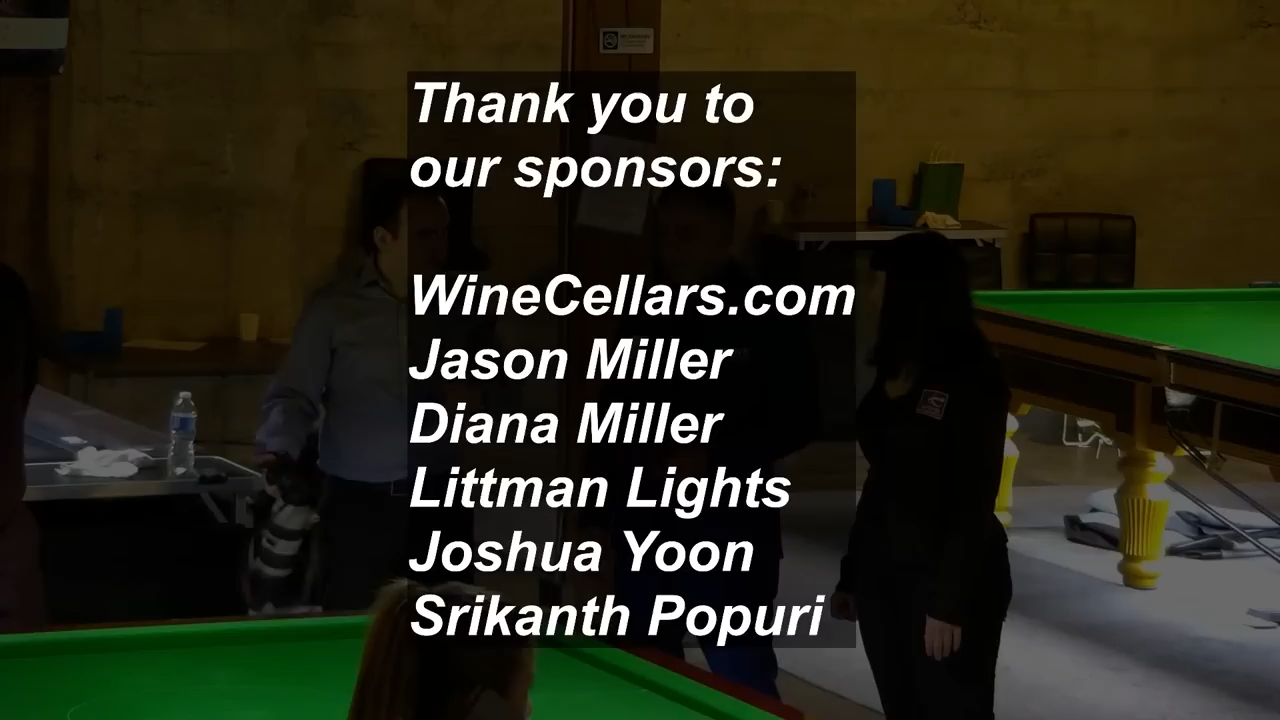 Thank you to
our sponsors:
WineCellars.com
Jason Miller
Diana Miller
Littman Lights
Joshua Yoon
Srikanth Popuri